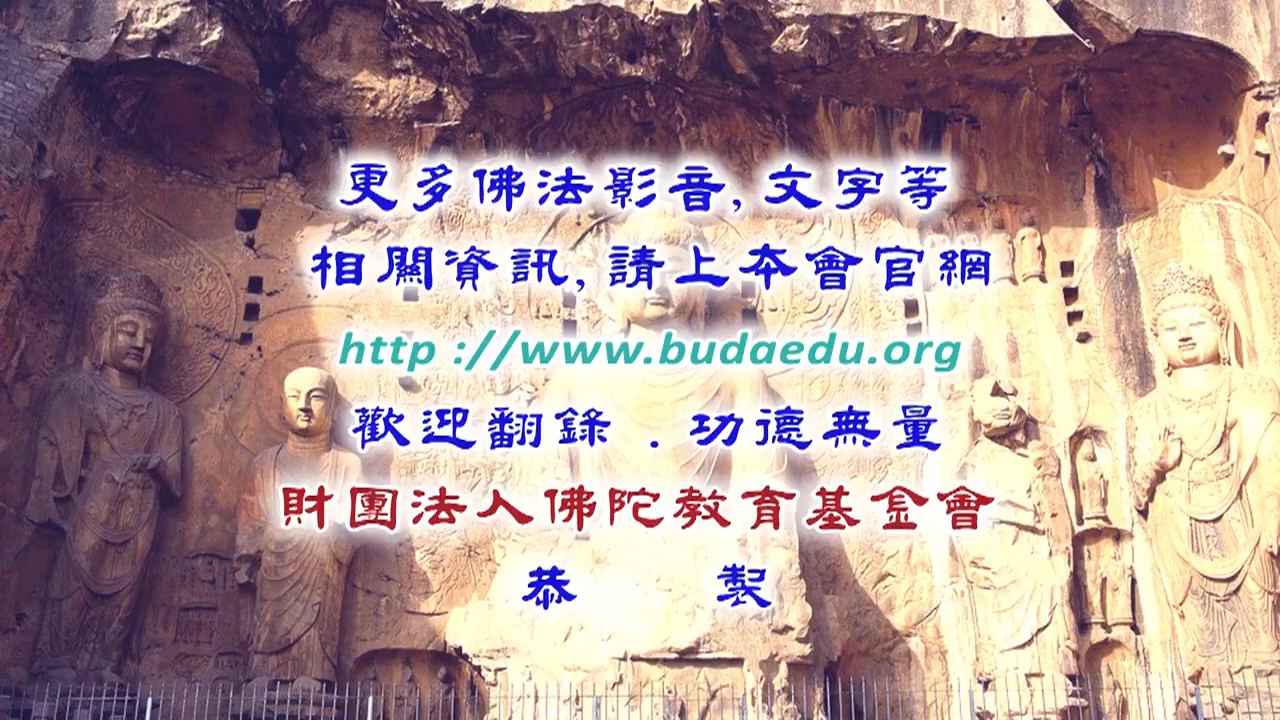 更多佛法影音,文字等
相關資訊,請上本會官網
http ://www.budaedu.org
歡迎翻錄 . 功德無量
財團法人佛陀教育基金會
恭 製